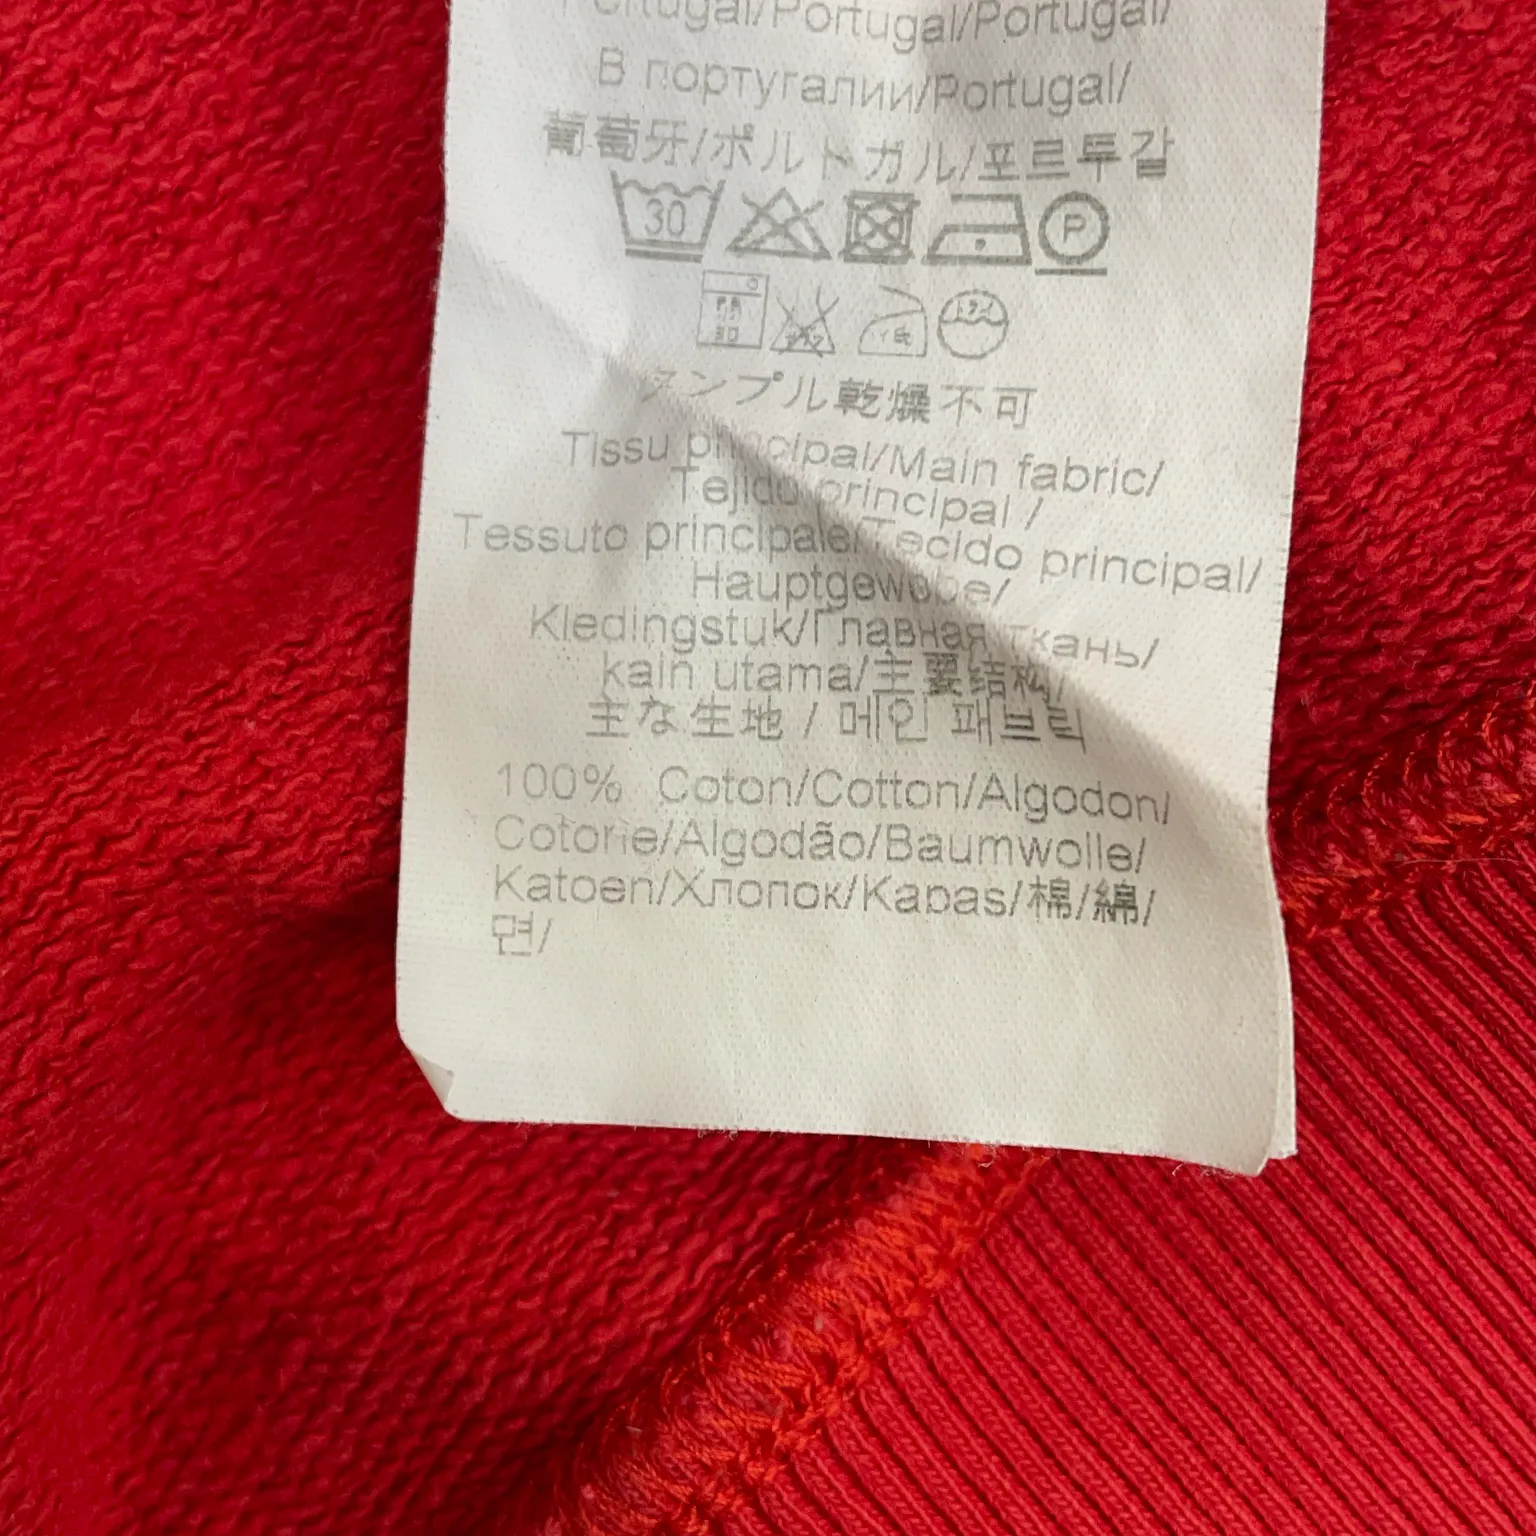 Portugal/Portugal/Portugal/
В португалии/Portugal/
葡萄牙/ポルトガル/포르투갈
30 P
30
タンブル乾燥不可
Tissu principal/Main fabric/
Tejido principal /
Tessuto principale/Tecido principal/
Hauptgewebe/
Kledingstuk/Главная ткань/
kain utama/主要结构/
主な生地 / 메인 패브릭
100% Coton/Cotton/Algodon/
Cotone/Algodão/Baumwolle/
Katoen/Хлопок/Kapas/棉/綿/
면/